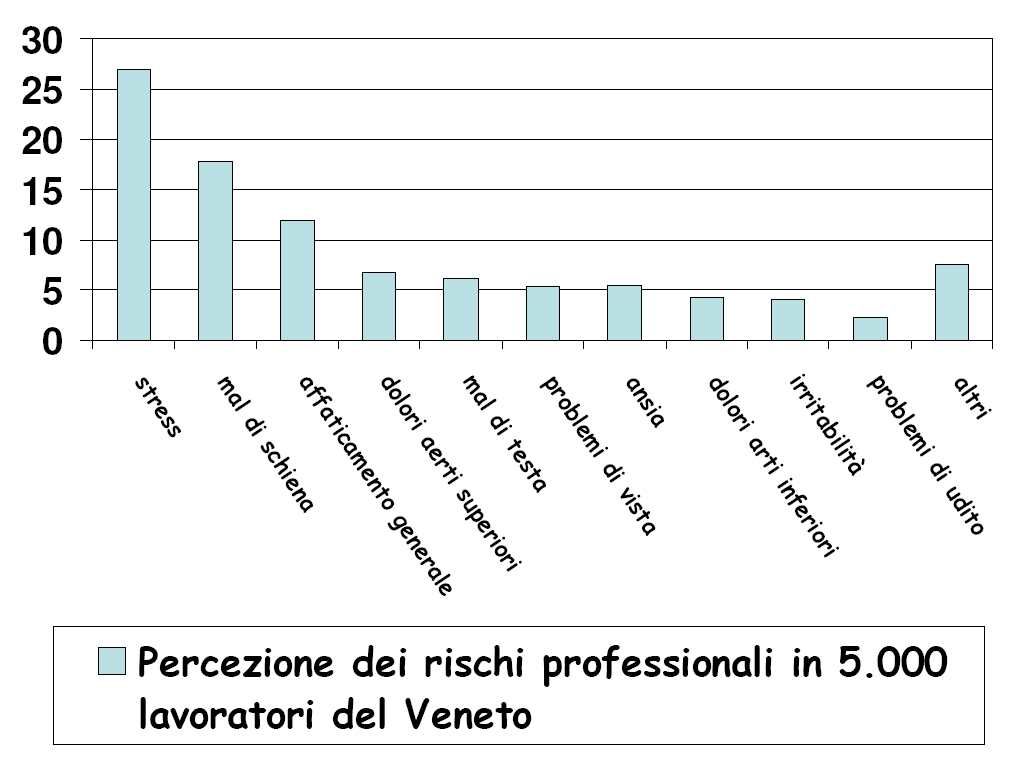 30
25
20
15
10
5
0
stress
mal di schiena
affaticamento generale
dolori aerti superiori
mal di testa
problemi di vista
ansia
dolori arti inferiori
irritabilità
problemi di udito
altri
Percezione dei rischi professionali in 5.000
lavoratori del Veneto